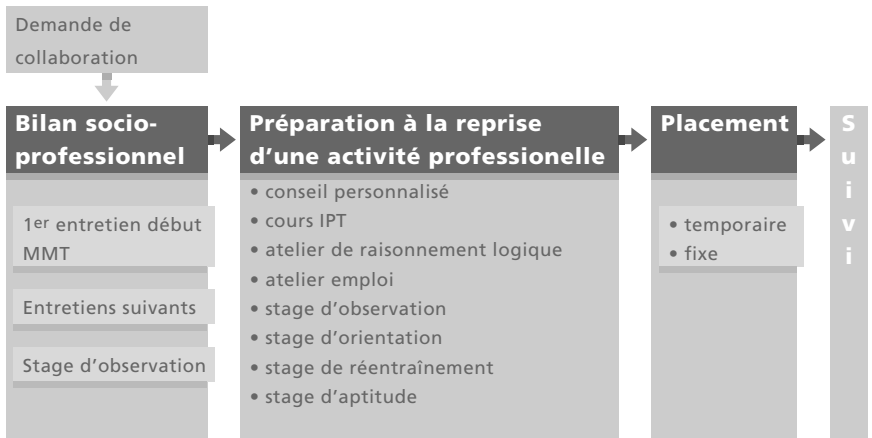 Demande de
collaboration
Bilan socio-
professionnel
1er entretien début
MMT
Entretiens suivants
Stage d’observation
Préparation à la reprise
d’une activité professionelle
• conseil personnalisé
• cours IPT
• atelier de raisonnement logique
• atelier emploi
• stage d’observation
• stage d’orientation
• stage de réentraînement
• stage d’aptitude
Placement
• temporaire
• fixe
S
u
i
v
i